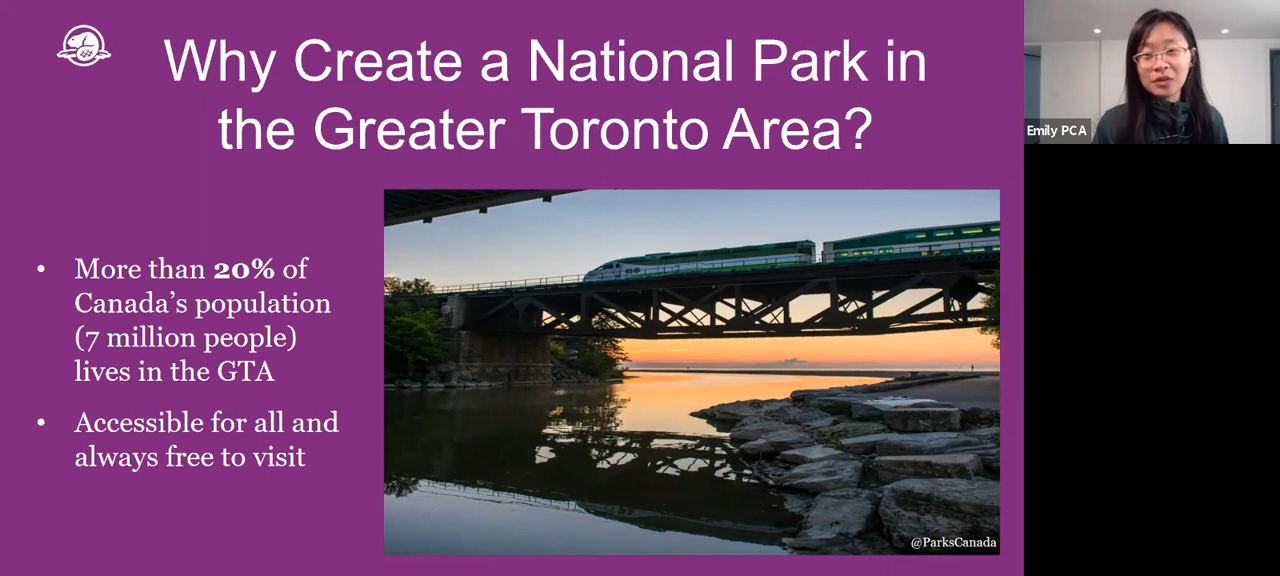 Why Create a National Park in
the Greater Toronto Area?
• More than 20% of
Canada's population
(7 million people)
lives in the GTA
• Accessible for all and
always free to visit
@ParksCanada
Emily PCA